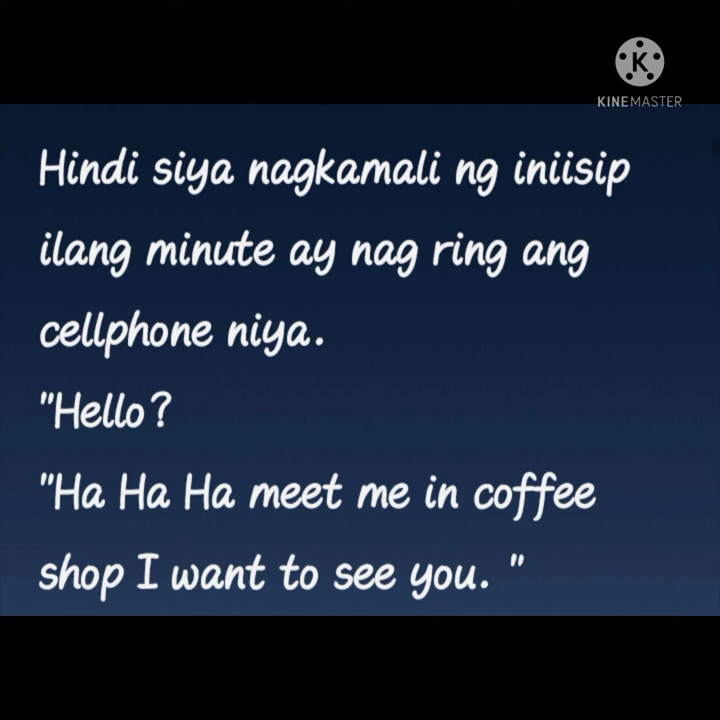 KINEMASTER
Hindi siya nagkamali ng iniisip
ilang minute ay nag ring ang
cellphone niya.
"Hello?
"Ha Ha Ha meet me in coffee
shop I want to see you. "